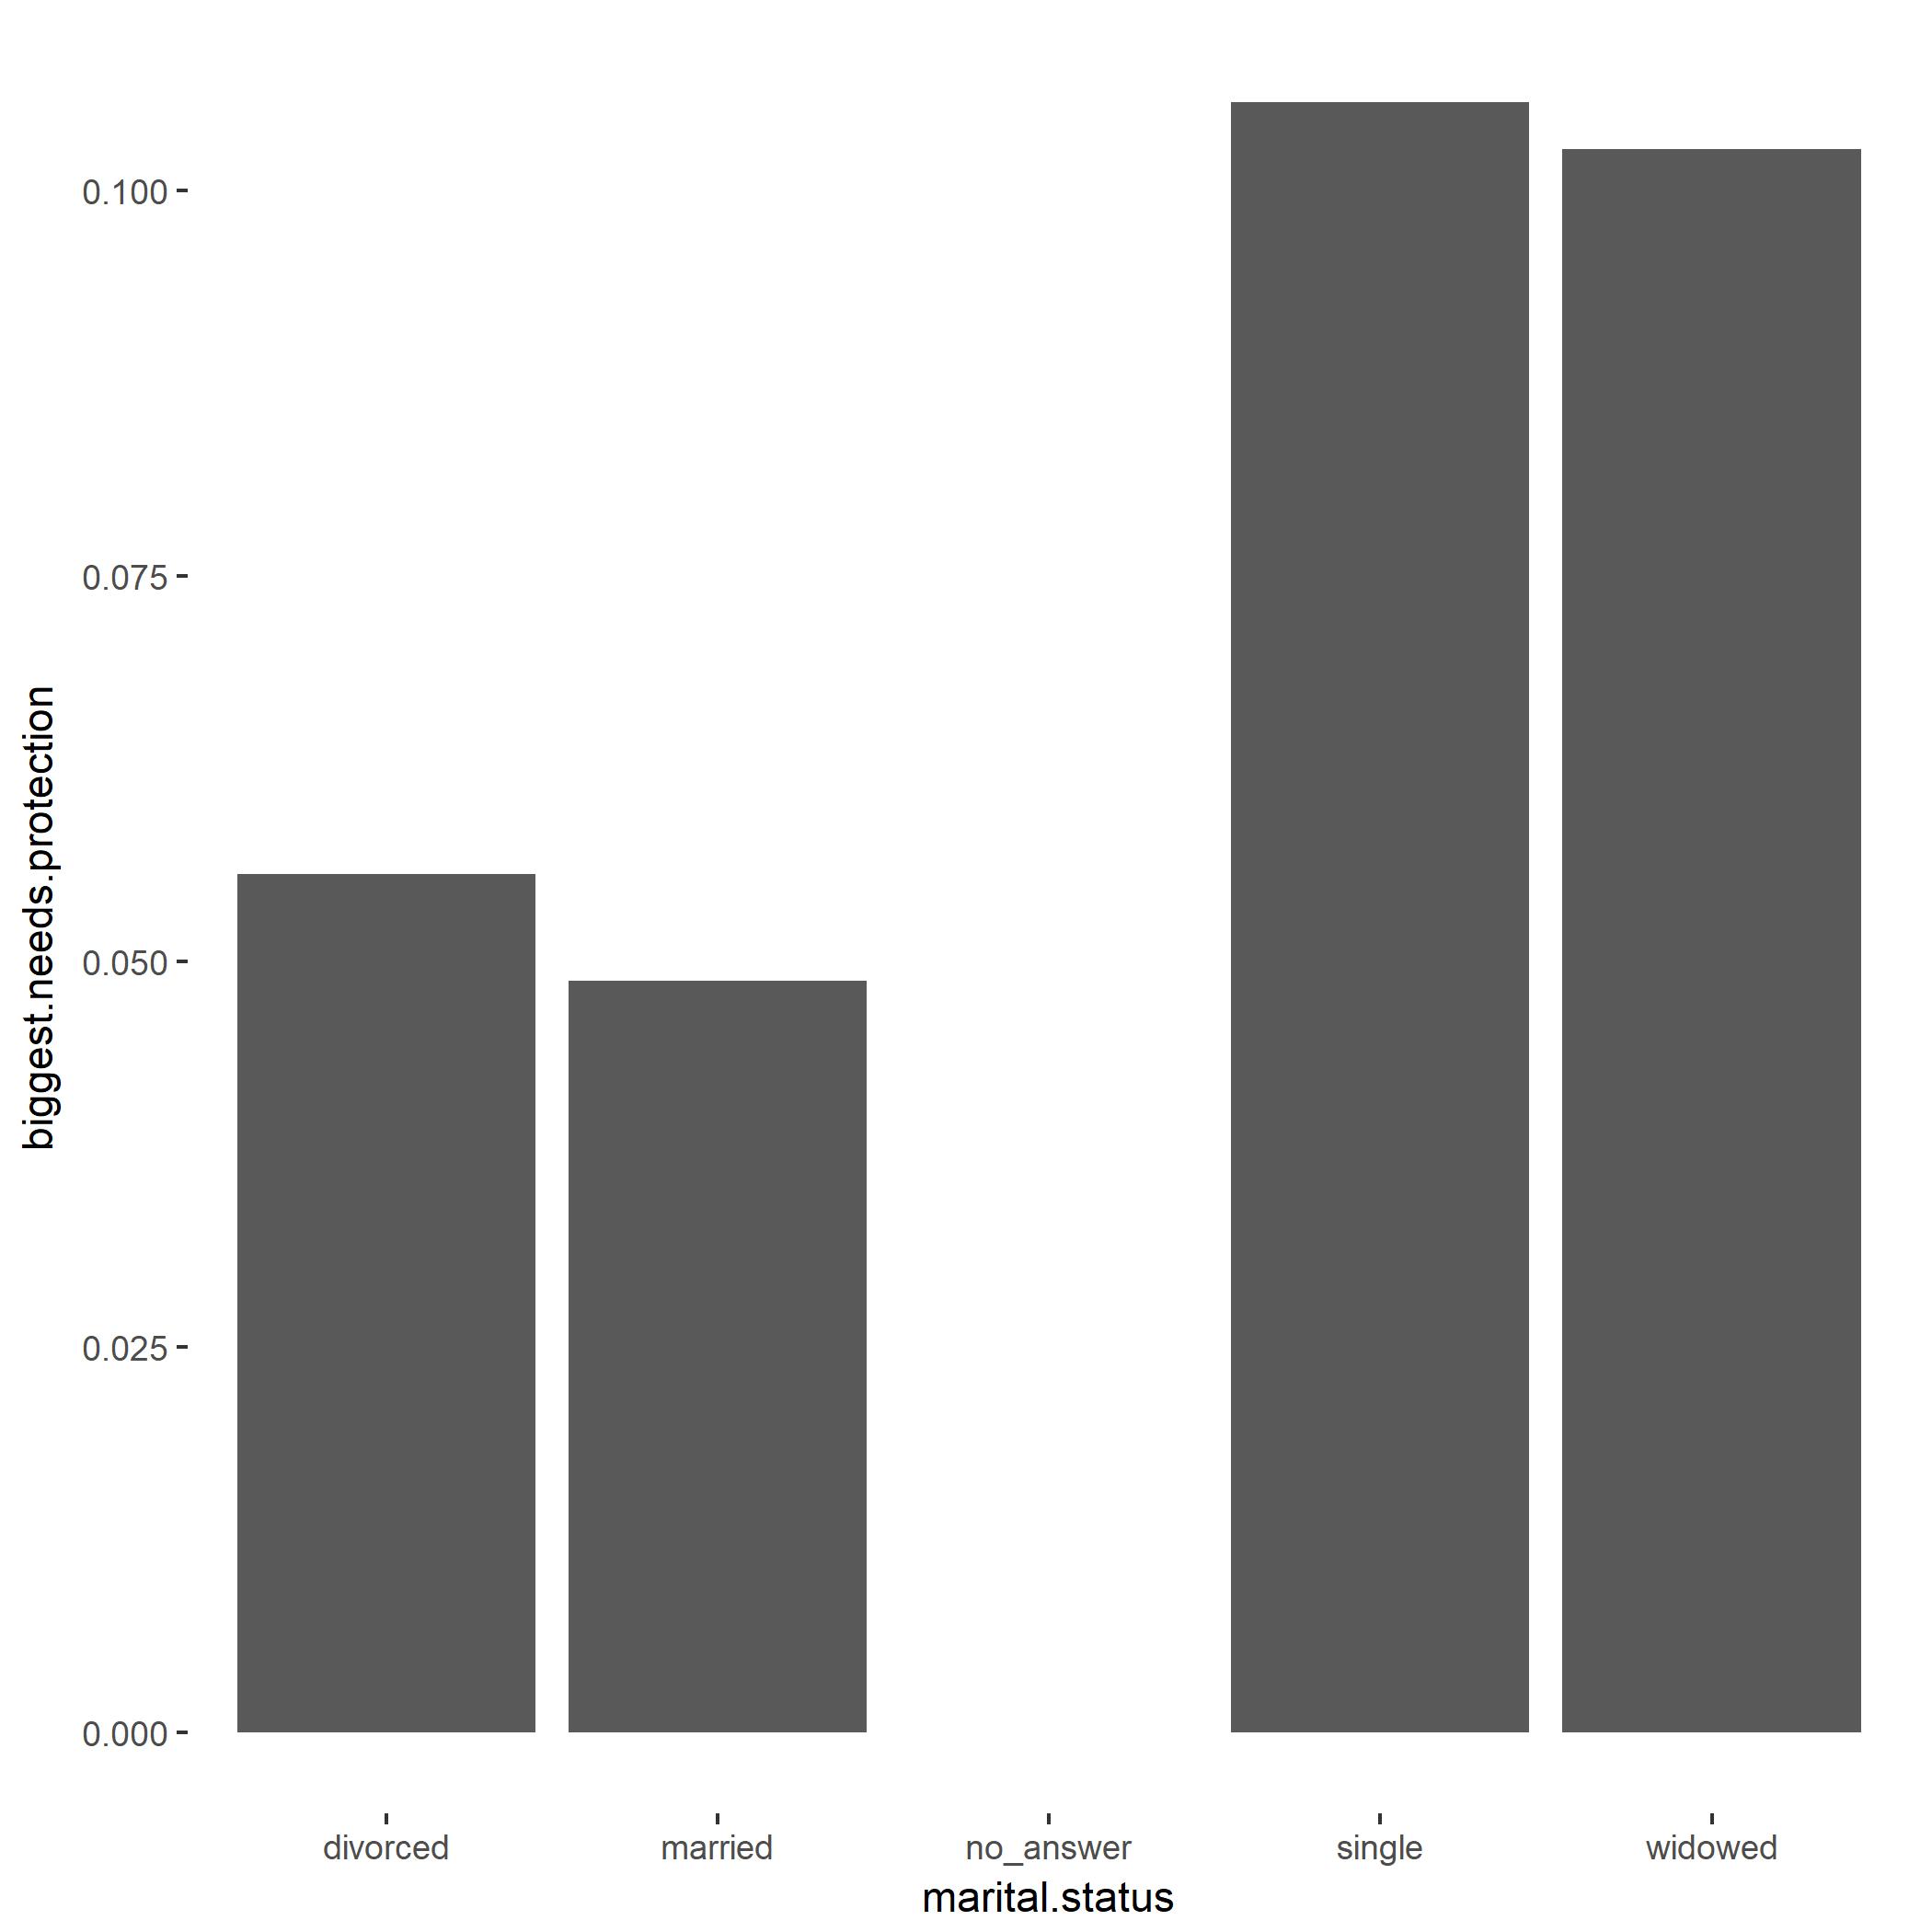 0.100
0.075
0.050
0.025
0.000
biggest.needs.protection
divorced married no_answer single widowed
marital.status